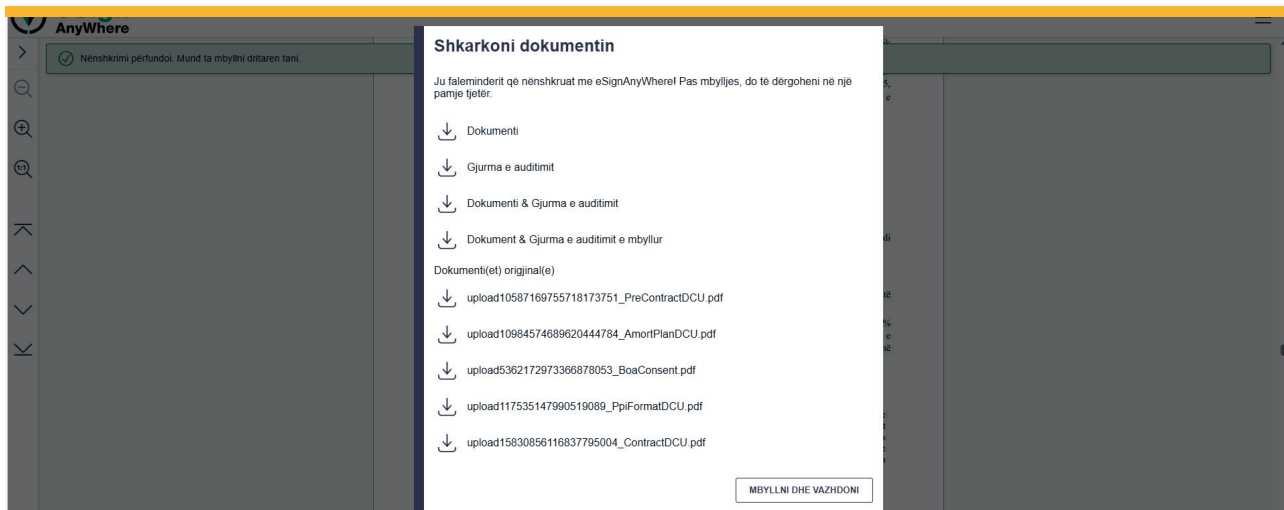 AnyWhere
Nënshkrimi përfundoi. Mund ta mbyllni dritaren tani.
1:1
Shkarkoni dokumentin
Ju faleminderit që nënshkruat me eSignAnyWhere! Pas mbylljes, do të dërgoheni në një
pamje tjetër.
Dokumenti
Gjurma e auditimit
Dokumenti & Gjurma e auditimit
Dokument & Gjurma e auditimit e mbyllur
Dokumenti(et) origjinal(e)
upload10587169755718173751_PreContractDCU.pdf
upload10984574689620444784_AmortPlanDCU.pdf
upload5362172973366878053_BoaConsent.pdf
upload117535147990519089_PpiFormatDCU.pdf
upload15830856116837795004_ContractDCU.pdf
MBYLLNI DHE VAZHDONI